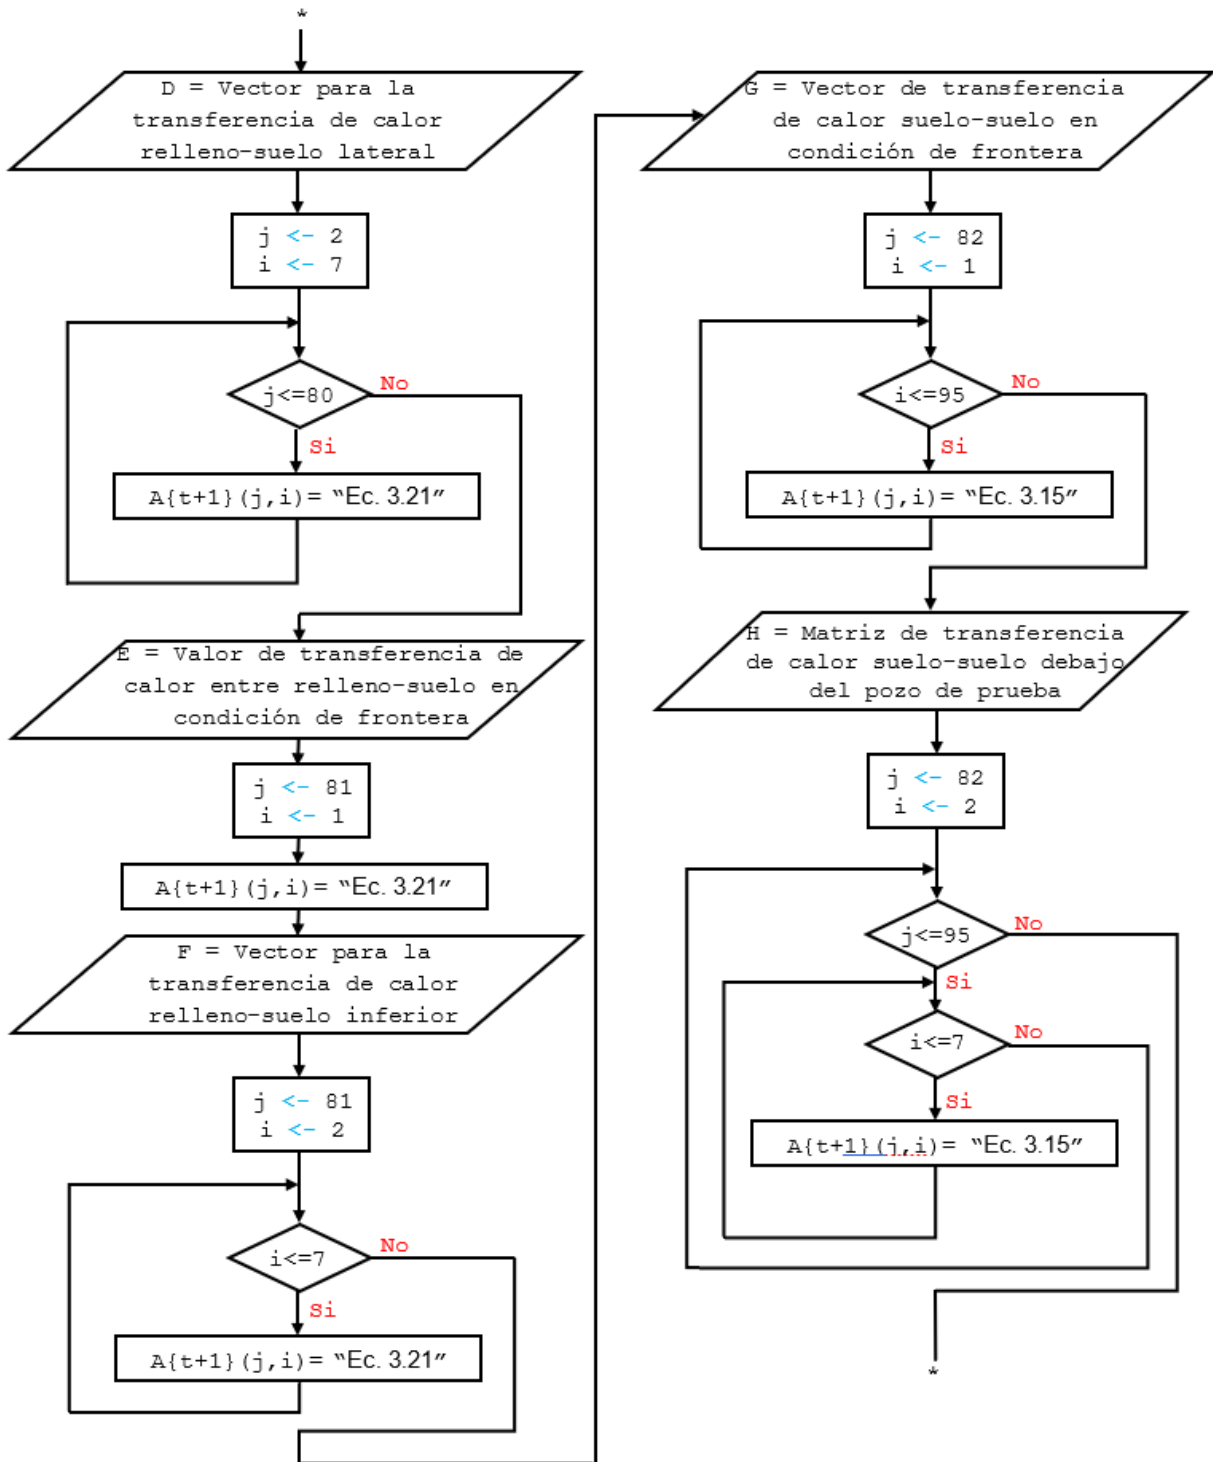 *
D = Vector para la
transferencia de calor
relleno-suelo lateral
j <- 2
i <- 7
j<=80
No
Si
A{t+1}(j,i)= “Ec. 3.21”
E = Valor de transferencia de
calor entre relleno-suelo en
condición de frontera
j <- 81
i <- 1
A{t+1}(j,i)= “Ec. 3.21”
F = Vector para la
transferencia de calor
relleno-suelo inferior
j <- 81
i <- 2
i<=7
No
Si
A{t+1}(j,i)= “Ec. 3.21”
G = Vector de transferencia
de calor suelo-suelo en
condición de frontera
j <- 82
i <- 1
i<=95
No
Si
A{t+1}(j,i)= “Ec. 3.15”
H = Matriz de transferencia
de calor suelo-suelo debajo
del pozo de prueba
j <- 82
i <- 2
j<=95
No
Si
i<=7
No
Si
A{t+1}(j,i)= “Ec. 3.15”
*